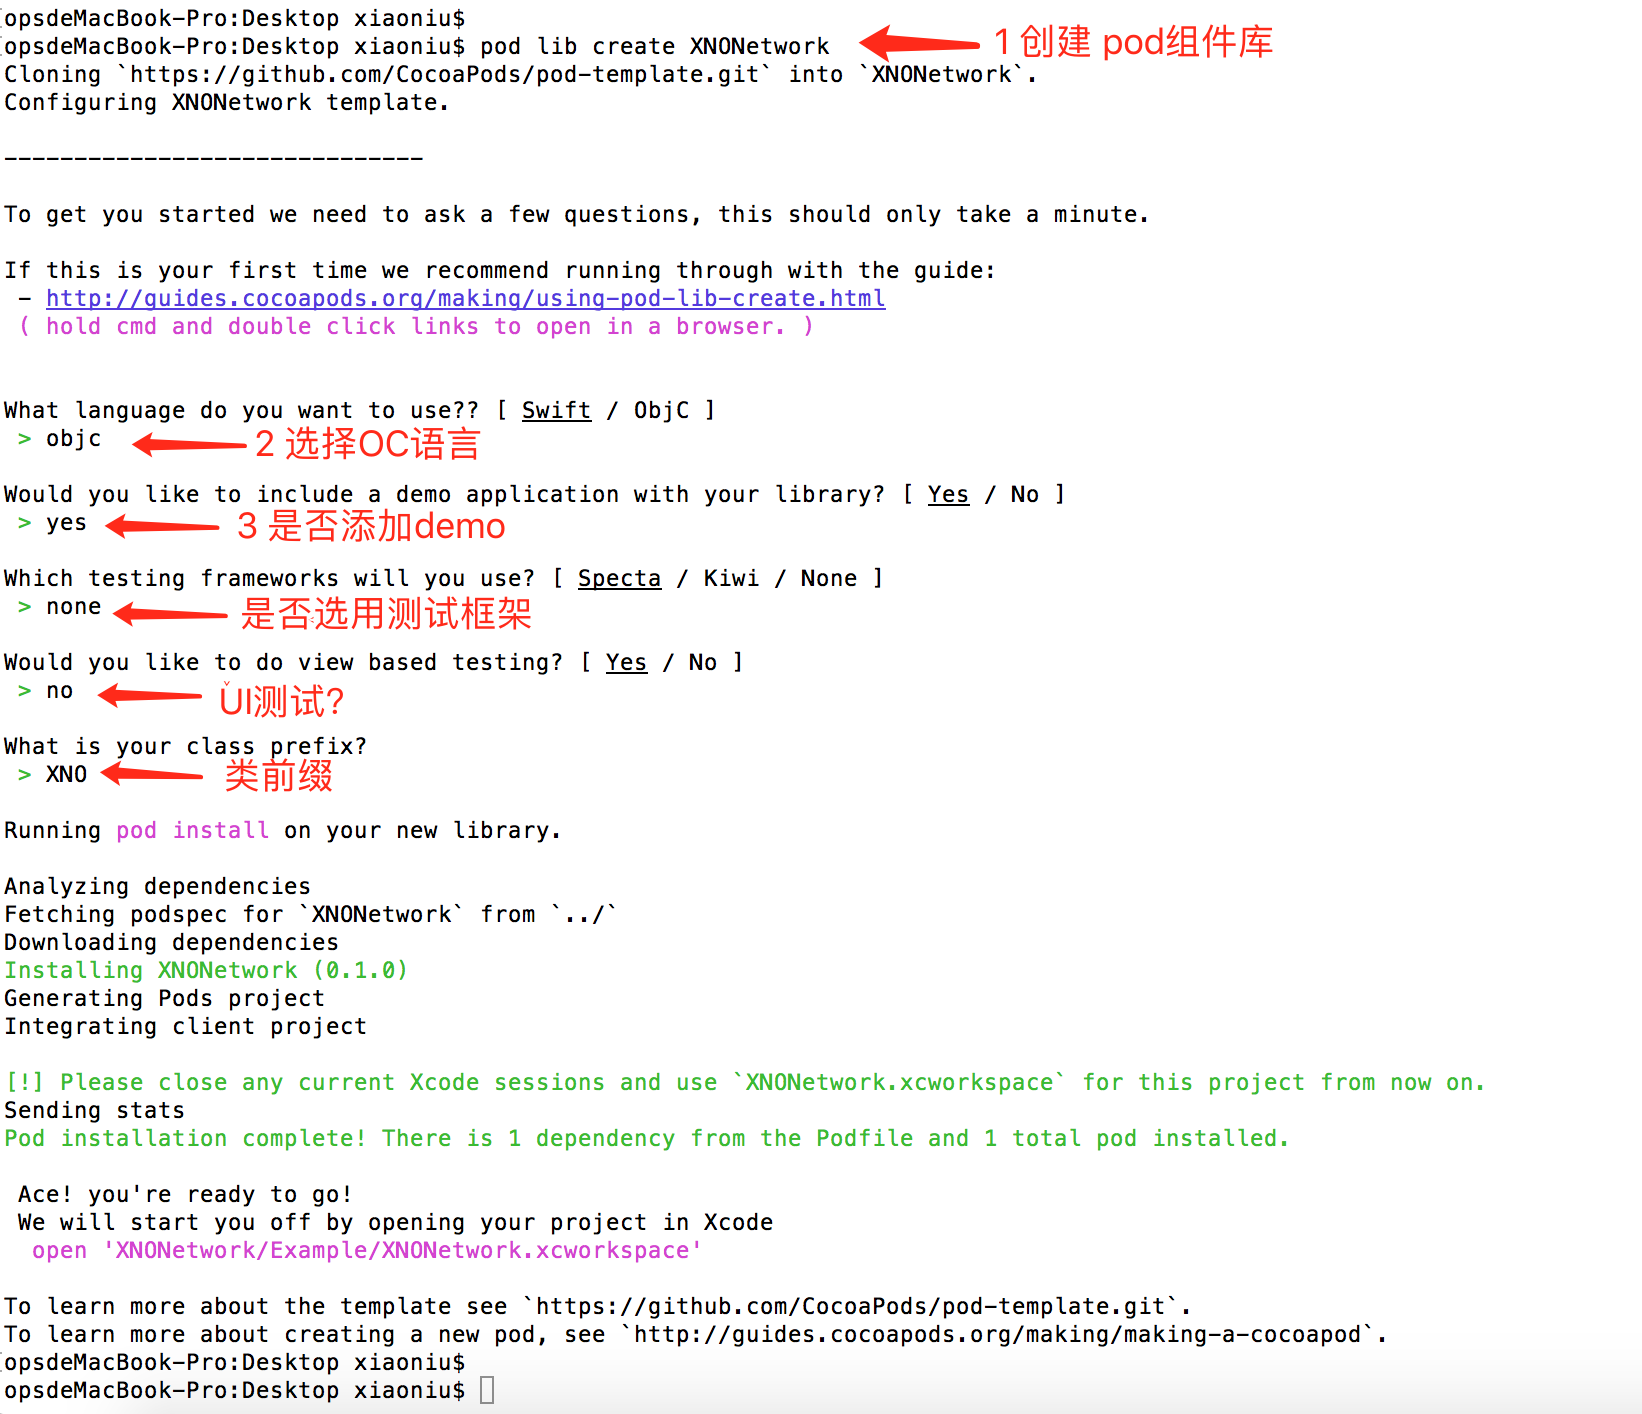 opsdeMacBook-Pro:Desktop xiaoniu$
opsdeMacBook-Pro:Desktop xiaoniu$ pod lib create XNONetwork 1 创建 pod组件库
Cloning `https://github.com/CocoaPods/pod-template.git` into `XNONetwork`.
Configuring XNONetwork template.
------------------------------
To get you started we need to ask a few questions, this should only take a minute.
If this is your first time we recommend running through with the guide:
- http://guides.cocoapods.org/making/using-pod-lib-create.html
( hold cmd and double click links to open in a browser. )
What language do you want to use?? [ Swift / ObjC ]
> objc 2 选择OC语言
Would you like to include a demo application with your library? [ Yes / No ]
> yes 3 是否添加demo
Which testing frameworks will you use? [ Specta / Kiwi / None ]
> none 是否选用测试框架
Would you like to do view based testing? [ Yes / No ]
> no UI测试?
What is your class prefix?
> XNO 类前缀
Running pod install on your new library.
Analyzing dependencies
Fetching podspec for `XNONetwork` from `../`
Downloading dependencies
Installing XNONetwork (0.1.0)
Generating Pods project
Integrating client project
[!] Please close any current Xcode sessions and use `XNONetwork.xcworkspace` for this project from now on.
Sending stats
Pod installation complete! There is 1 dependency from the Podfile and 1 total pod installed.
Ace! you're ready to go!
We will start you off by opening your project in Xcode
open 'XNONetwork/Example/XNONetwork.xcworkspace'
To learn more about the template see `https://github.com/CocoaPods/pod-template.git`.
To learn more about creating a new pod, see `http://guides.cocoapods.org/making/making-a-cocoapod`.
opsdeMacBook-Pro:Desktop xiaoniu$
opsdeMacBook-Pro:Desktop xiaoniu$